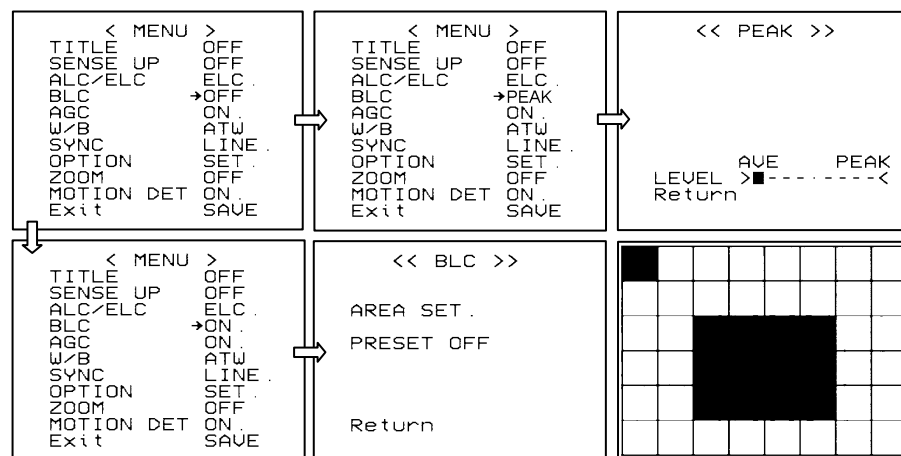 < MENU >
TITLE OFF
SENSE UP OFF
ALC/ELC ELC.
BLC →OFF
AGC ON.
W/B ATW
SYNC LINE.
OPTION SET.
ZOOM OFF
MOTION DET ON.
Exit SAVE
< MENU >
TITLE OFF
SENSE UP OFF
ALC/ELC ELC.
BLC →PEAK
AGC ON.
W/B ATW
SYNC LINE.
OPTION SET.
ZOOM OFF
MOTION DET ON.
Exit SAVE
<< PEAK >>
AVE PEAK
LEVEL >■---·---<
Return
< MENU >
TITLE OFF
SENSE UP OFF
ALC/ELC ELC.
BLC →ON.
AGC ON.
W/B ATW
SYNC LINE.
OPTION SET.
ZOOM OFF
MOTION DET ON.
Exit SAVE
<< BLC >>
AREA SET.
PRESET OFF
Return